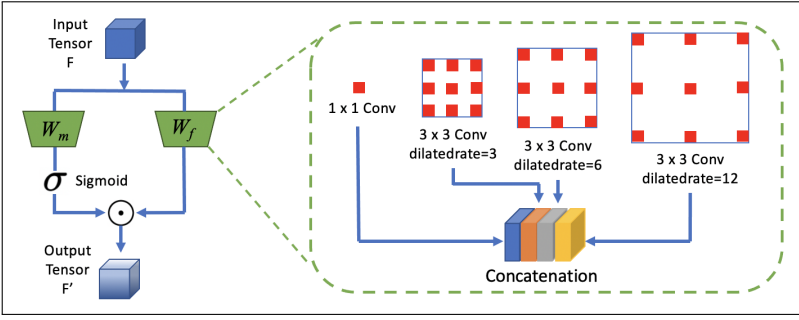 Input
Tensor
F
W_m
W_f
σ Sigmoid
Output
Tensor
F'
1 x 1 Conv
3 x 3 Conv
dilatedrate=3
3 x 3 Conv
dilatedrate=6
3 x 3 Conv
dilatedrate=12
Concatenation